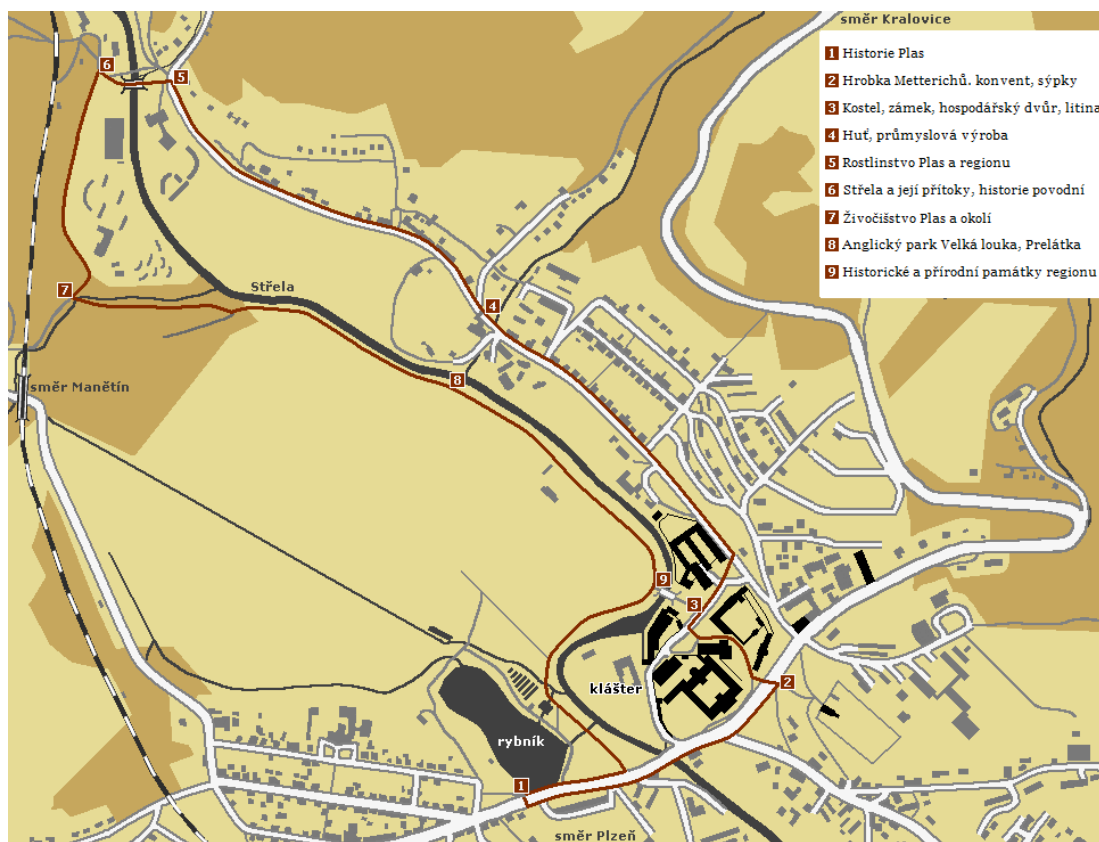 směr Kralovice
1 Historie Plas
2 Hrobka Metterichů. konvent, sýpky
3 Kostel, zámek, hospodářský dvůr, litina
4 Huť, průmyslová výroba
5 Rostlinstvo Plas a regionu
6 Střela a její přítoky, historie povodní
7 Živočišstvo Plas a okolí
8 Anglický park Velká louka, Prelátka
9 Historické a přírodní památky regionu
6
5
7
Střela
4
8
směr Manětín
9
3
2
klášter
rybník
1
směr Plzeň